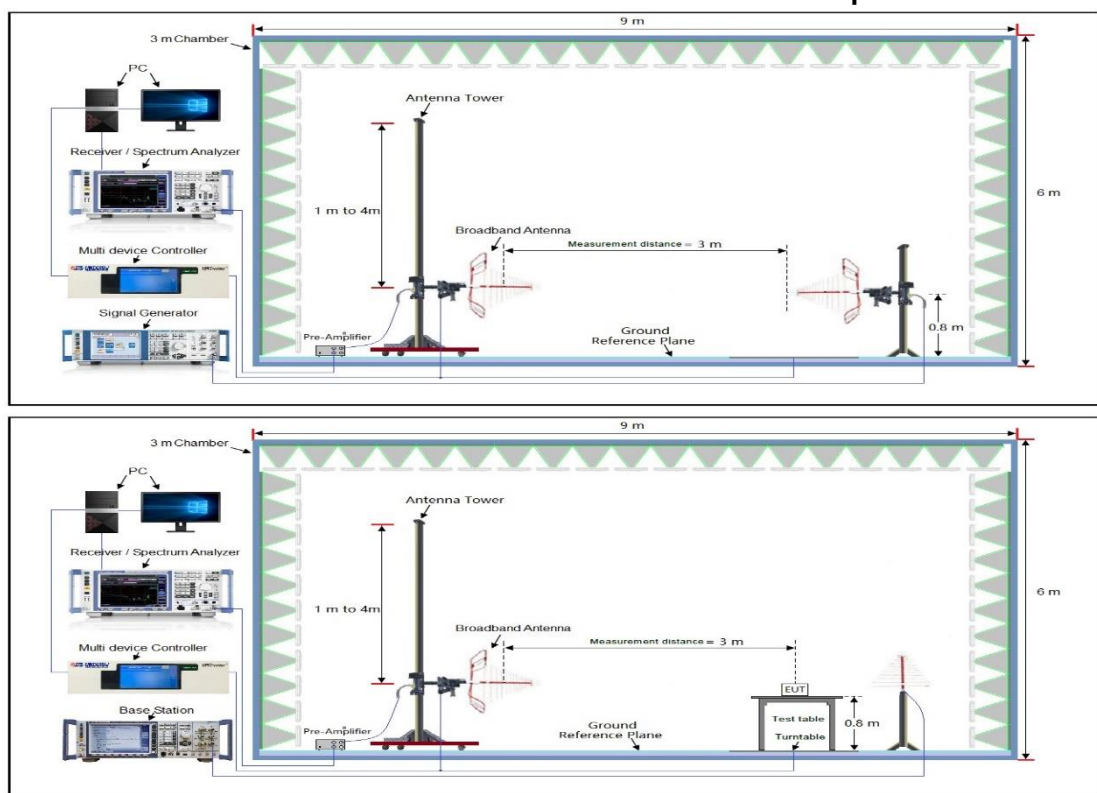 9 m
3 m Chamber
PC
Antenna Tower
Receiver / Spectrum Analyzer
1 m to 4m
6 m
Broadband Antenna
Measurement distance = 3 m
Multi device Controller
Signal Generator
0.8 m
Pre-Amplifier
Ground
Reference Plane
9 m
3 m Chamber
PC
Antenna Tower
Receiver / Spectrum Analyzer
1 m to 4m
6 m
Broadband Antenna
Measurement distance = 3 m
Multi device Controller
EUT
Base Station
Test table
0.8 m
Pre-Amplifier
Ground
Reference Plane
Turntable